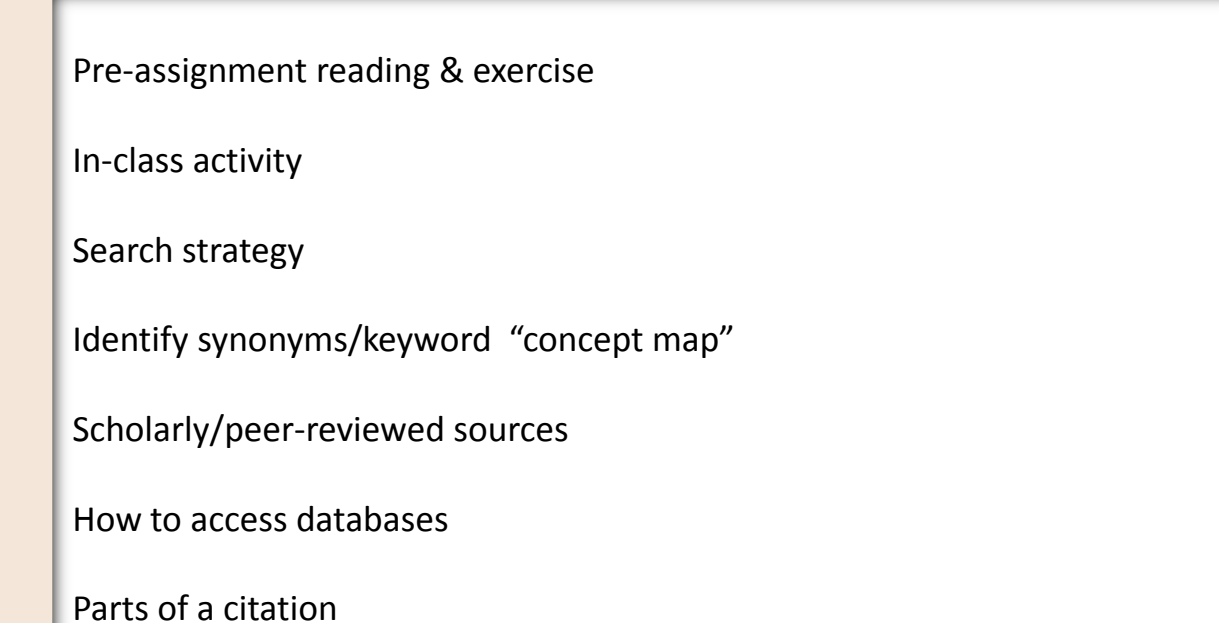 Pre-assignment reading & exercise
In-class activity
Search strategy
Identify synonyms/keyword  “concept map”
Scholarly/peer-reviewed sources
How to access databases
Parts of a citation